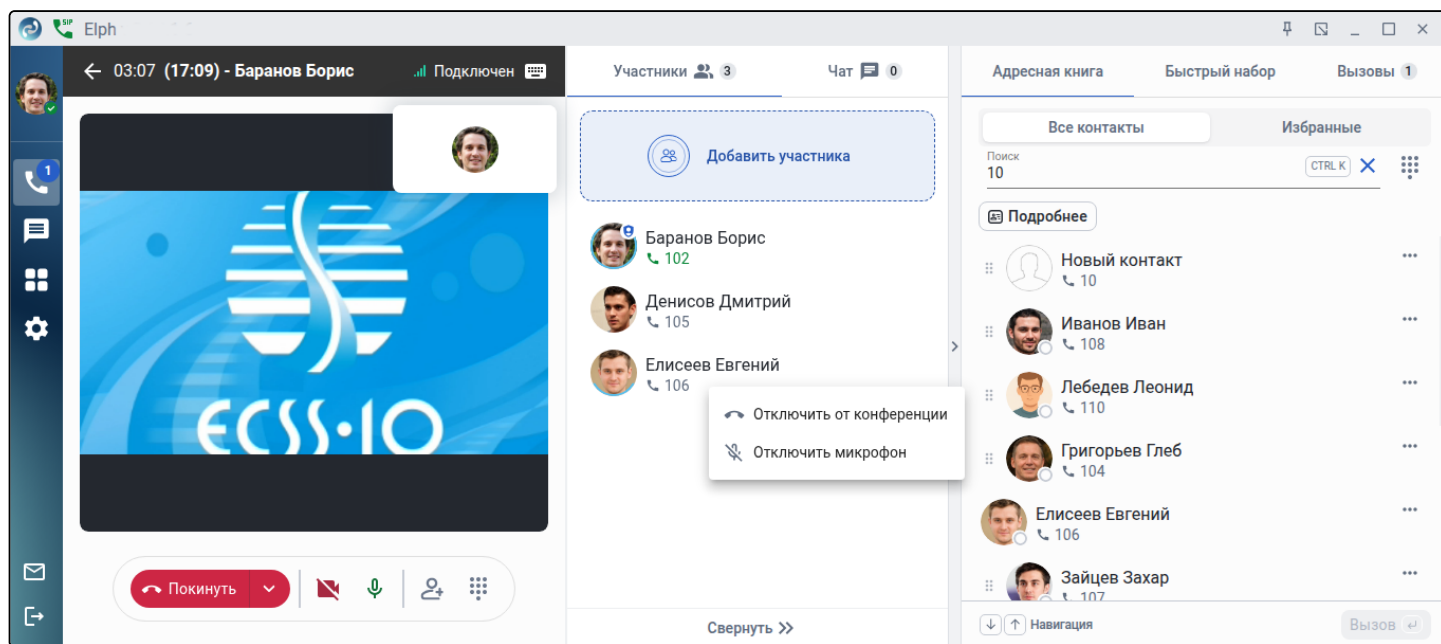 SIP
Elph
03:07 (17:09) - Баранов Борис
Подключен
Участники 3
Чат 0
Адресная книга
Быстрый набор
Вызовы 1
1
Добавить участника
Все контакты
Избранные
Поиск
10
CTRL K
Подробнее
Баранов Борис
102
Денисов Дмитрий
105
Елисеев Евгений
106
Отключить от конференции
Отключить микрофон
Новый контакт
10
Иванов Иван
108
Лебедев Леонид
110
Григорьев Глеб
104
Елисеев Евгений
106
Зайцев Захар
107
ECSS·10
Покинуть
Свернуть
Навигация
Вызов